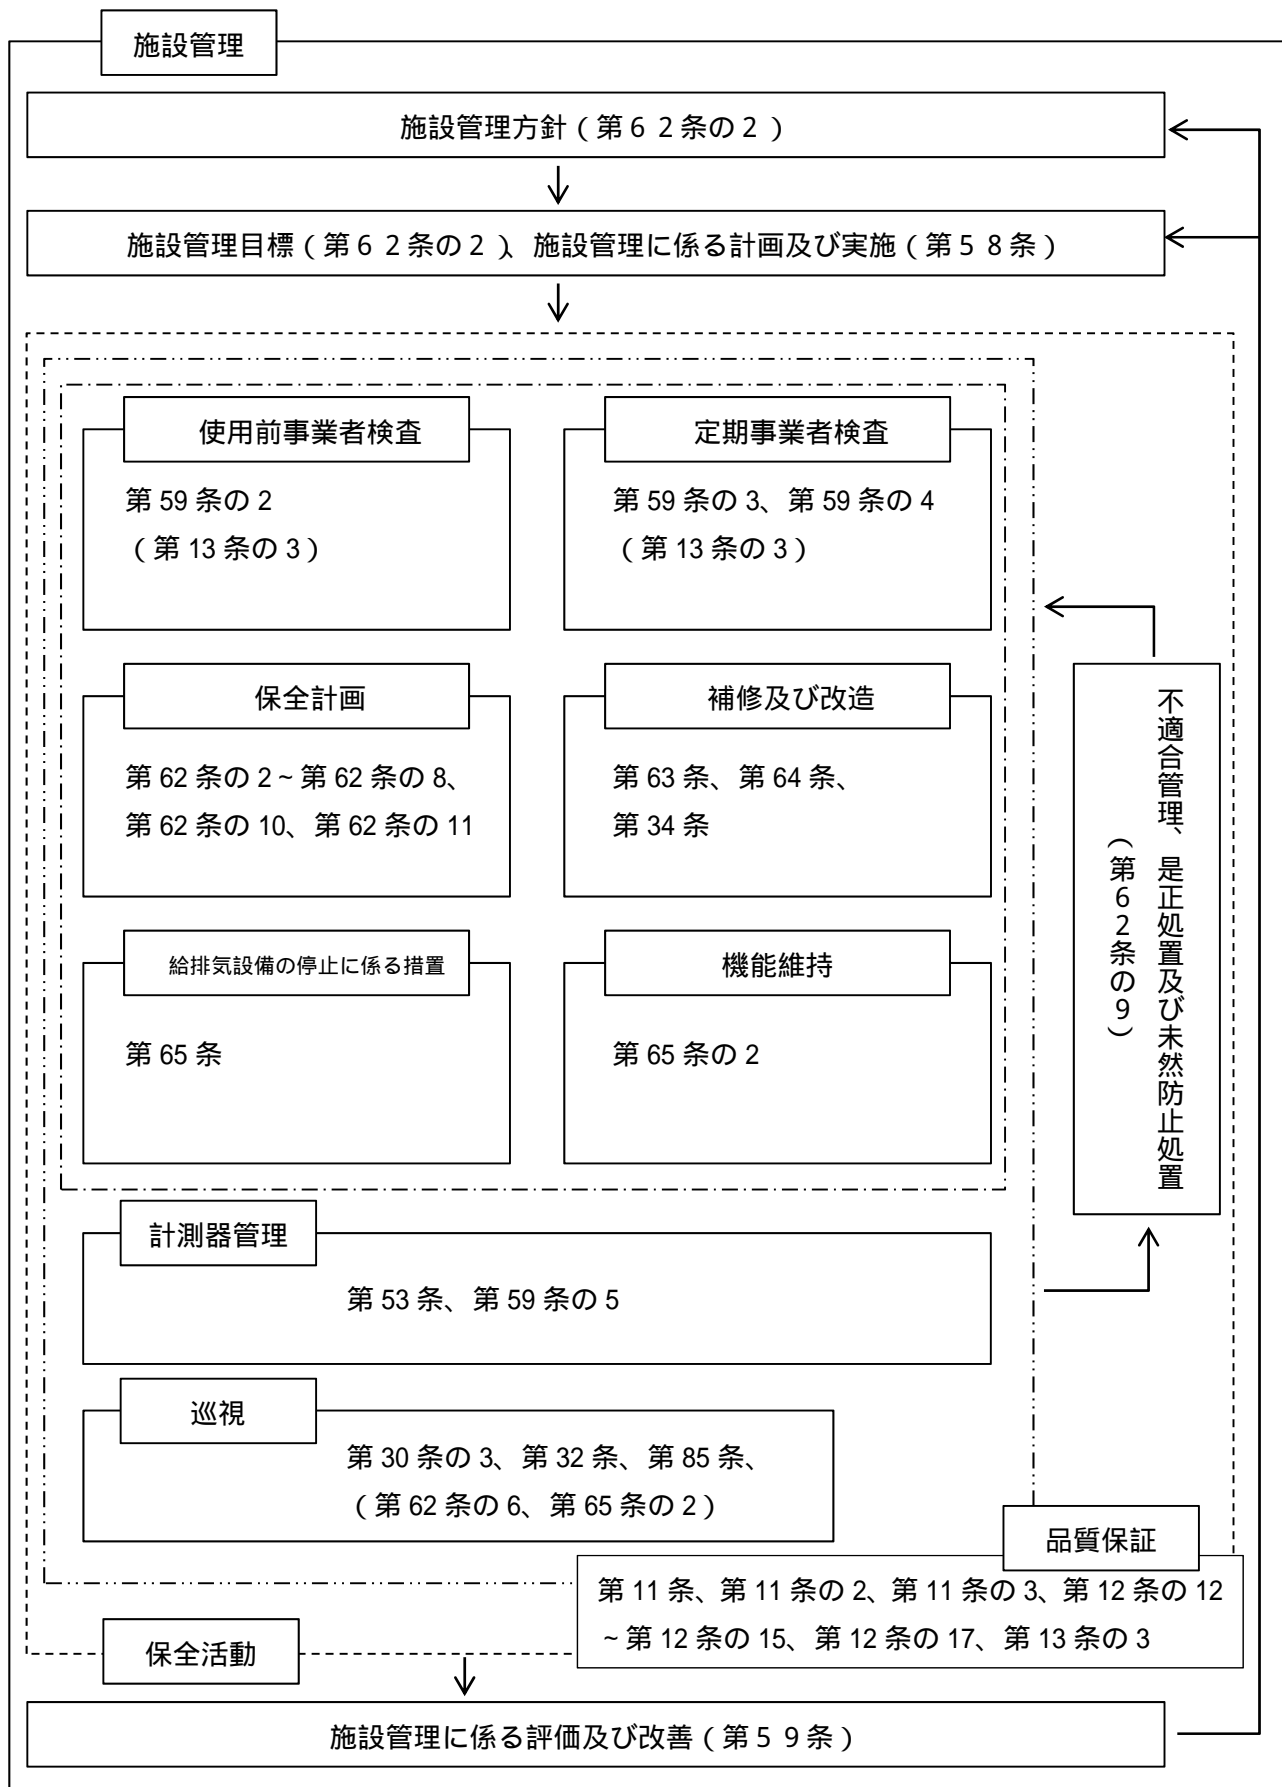 施設管理
施設管理方針（第６２条の２）
施設管理目標（第６２条の２）、施設管理に係る計画及び実施（第５８条）
使用前事業者検査
第 59 条の 2
（第 13 条の 3）
定期事業者検査
第 59 条の 3、第 59 条の 4
（第 13 条の 3）
保全計画
第 62 条の 2～第 62 条の 8、
第 62 条の 10、第 62 条の 11
補修及び改造
第 63 条、第 64 条、
第 34 条
給排気設備の停止に係る措置
第 65 条
機能維持
第 65 条の 2
不適合管理、是正処置及び未然防止処置
（第６２条の９）
計測器管理
第 53 条、第 59 条の 5
巡視
第 30 条の 3、第 32 条、第 85 条、
（第 62 条の 6、第 65 条の 2）
品質保証
第 11 条、第 11 条の 2、第 11 条の 3、第 12 条の 12
～第 12 条の 15、第 12 条の 17、第 13 条の 3
保全活動
施設管理に係る評価及び改善（第５９条）